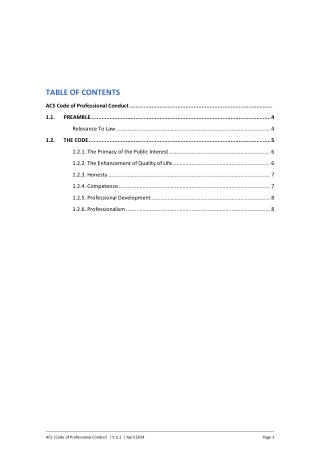 TABLE OF CONTENTS
ACS Code of Professional Conduct..........................................................................................
1.1. PREAMBLE..........................................................................................4
Relevance To Law..........................................................................................4
1.2. THE CODE..........................................................................................5
1.2.1. The Primacy of the Public Interest..........................................................................................6
1.2.2. The Enhancement of Quality of Life..........................................................................................6
1.2.3. Honesty..........................................................................................7
1.2.4. Competence..........................................................................................7
1.2.5. Professional Development..........................................................................................8
1.2.6. Professionalism..........................................................................................8
ACS |Code of Professional Conduct | V.2.1 | April 2014 Page 3